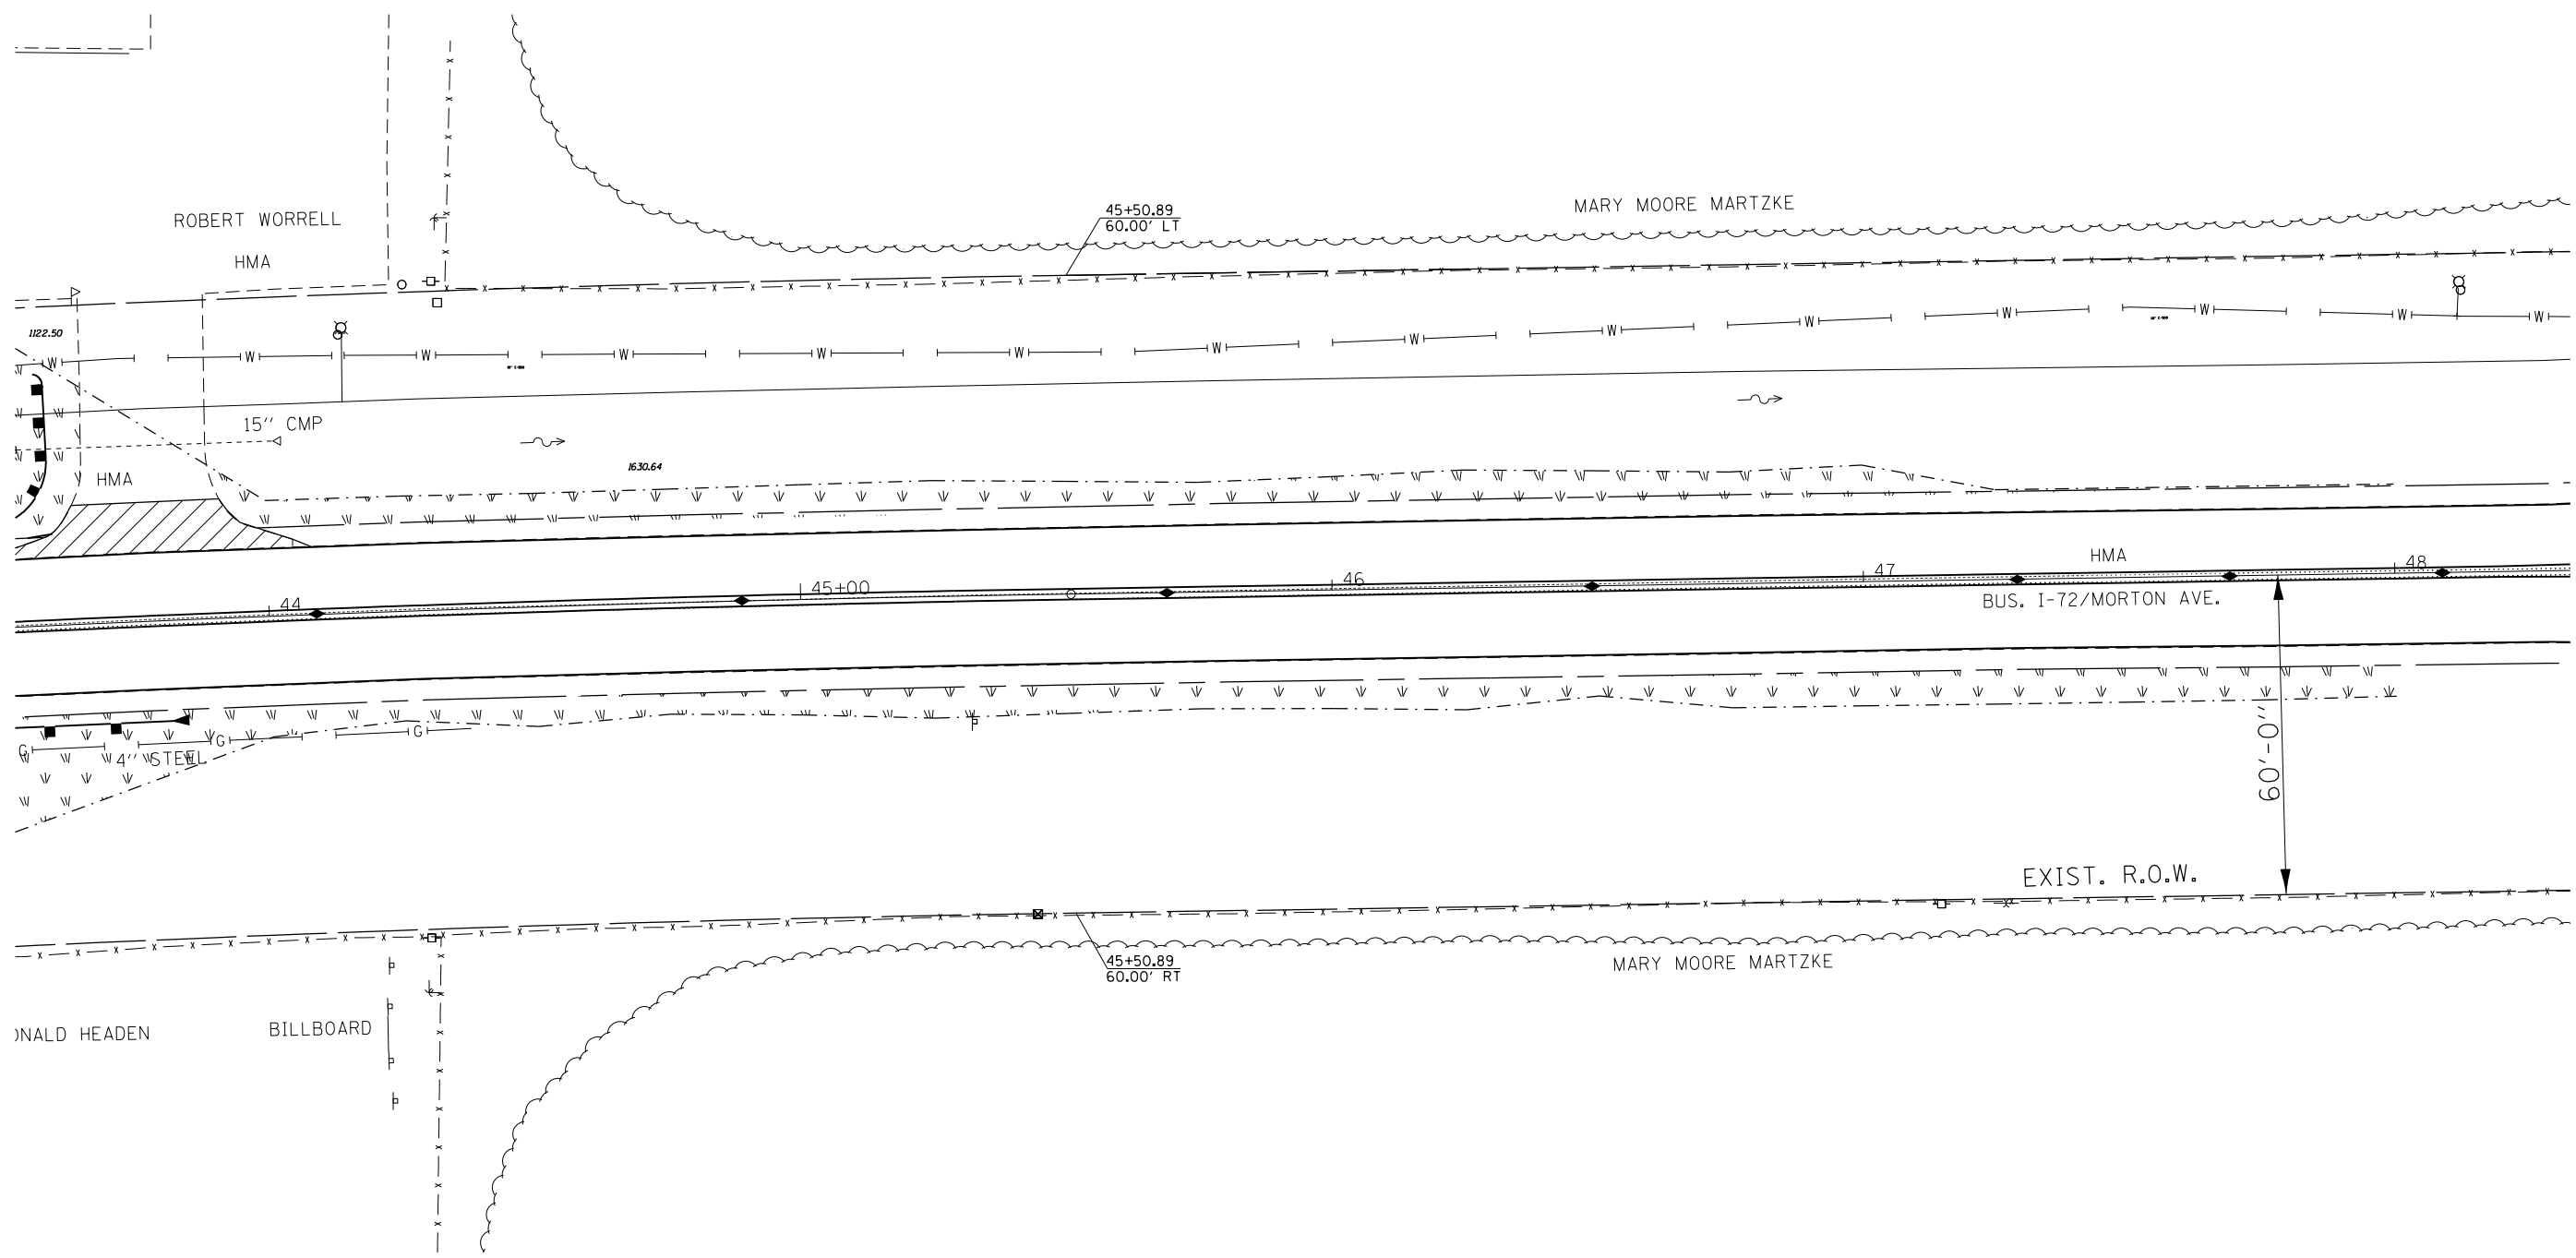 45+50.89
60.00' LT
MARY MOORE MARTZKE
ROBERT WORRELL
HMA
1122.50
W W W W W W W W W W W W W W
15'' CMP
1630.64
HMA
HMA
44
45+00
46
47
48
BUS. I-72/MORTON AVE.
G G G
4'' STEEL
60'-0''
EXIST. R.O.W.
45+50.89
60.00' RT
MARY MOORE MARTZKE
ONALD HEADEN
BILLBOARD